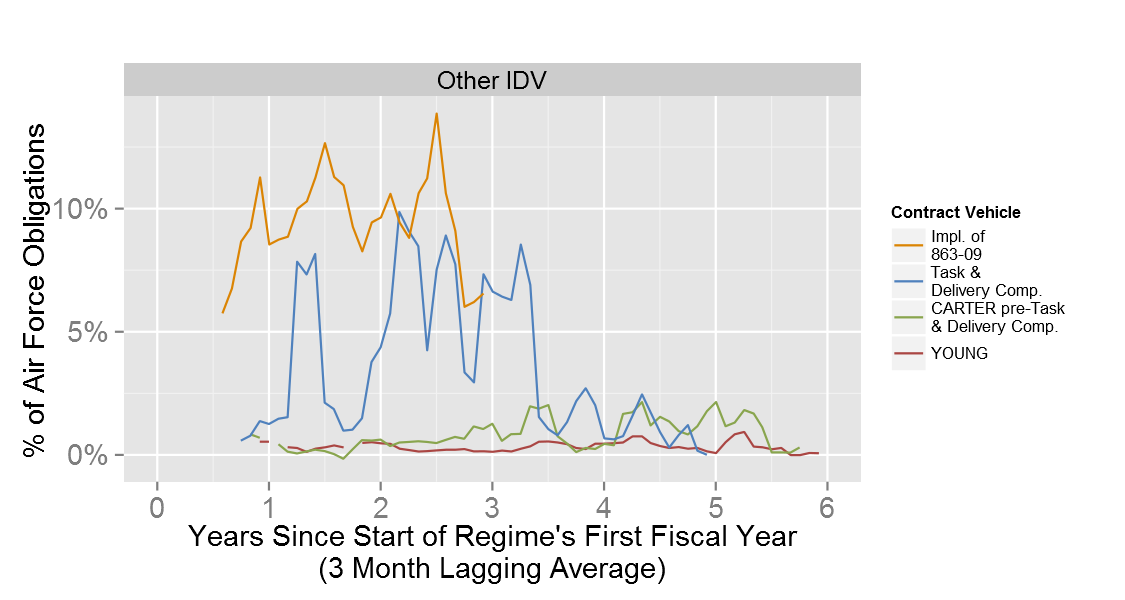 Other IDV
% of Air Force Obligations
10%
5%
0%
0 1 2 3 4 5 6
Years Since Start of Regime's First Fiscal Year
(3 Month Lagging Average)
Contract Vehicle
Impl. of
863-09
Task &
Delivery Comp.
CARTER pre-Task
& Delivery Comp.
YOUNG